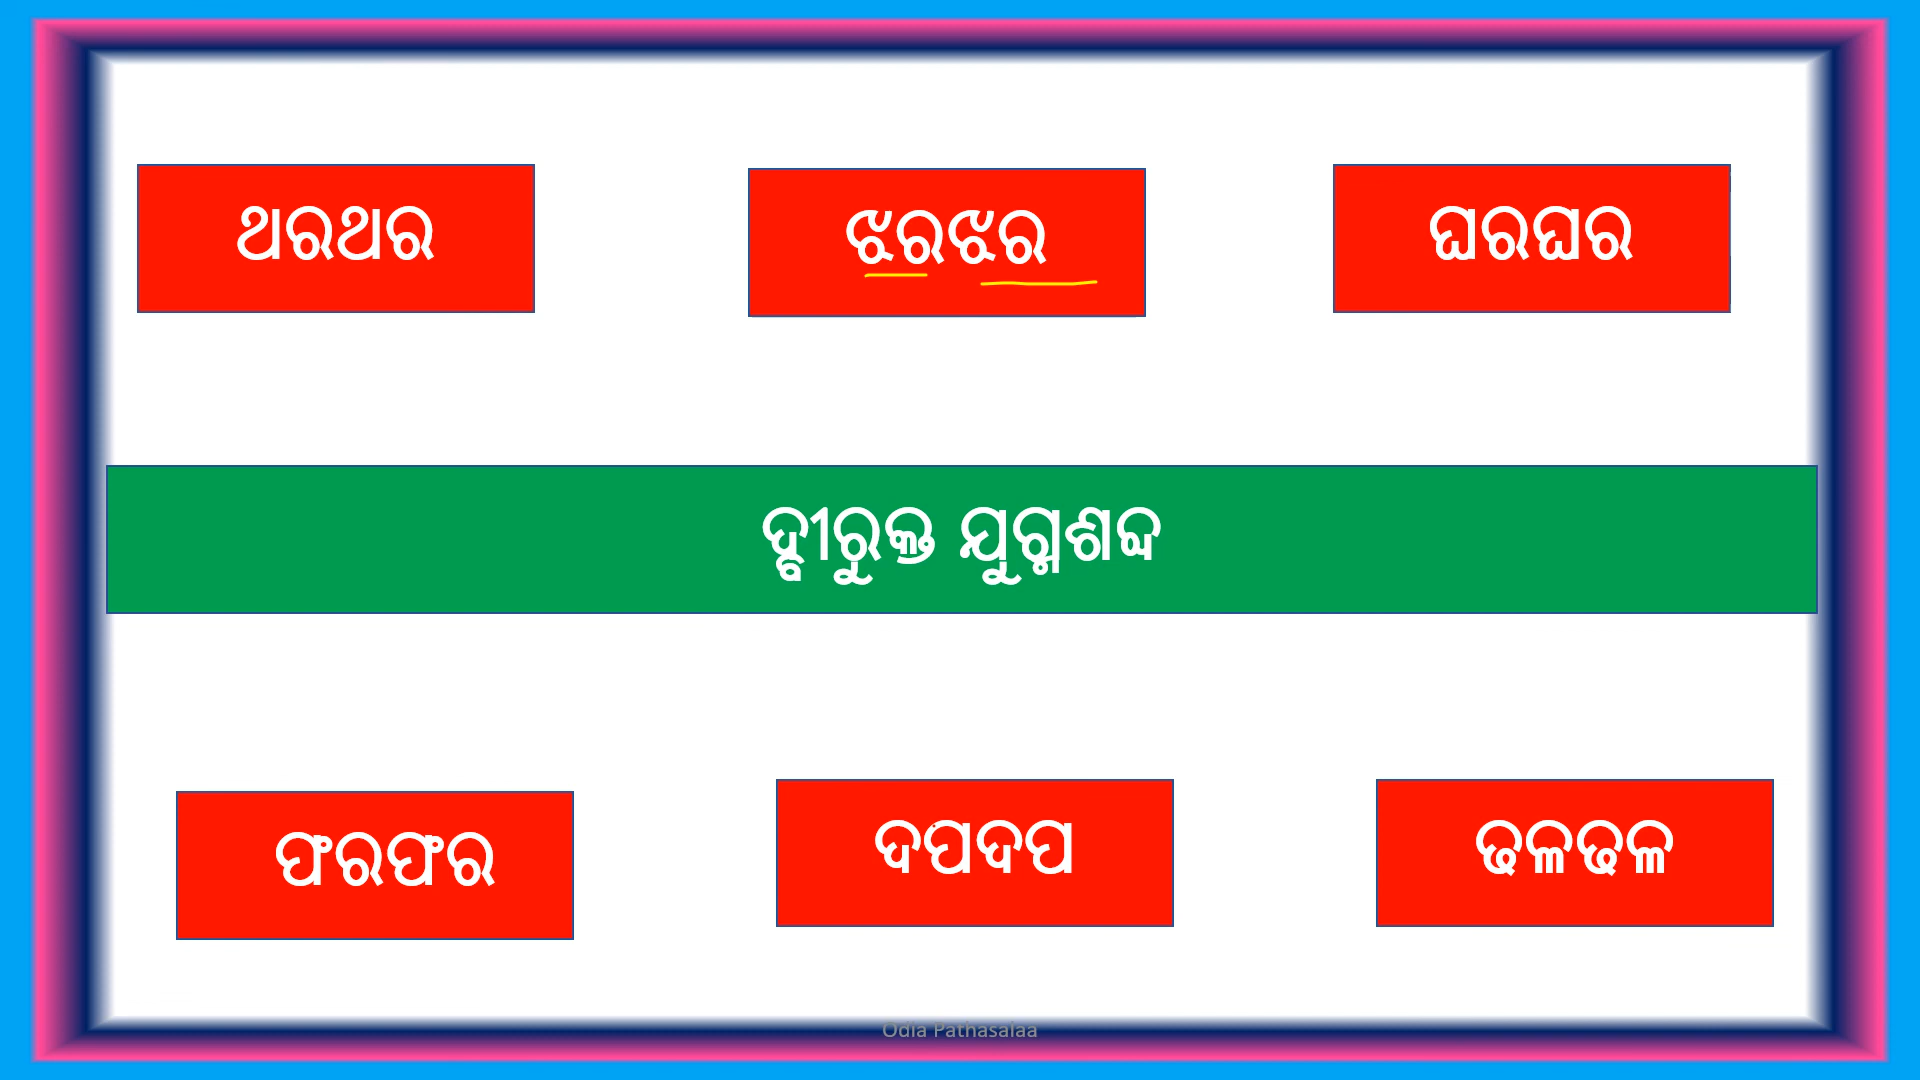 ଥରଥର
ଝରଝର
ଘରଘର
ଦ୍ବୀରୁକ୍ତ ଯୁଗ୍ମଶବ୍ଦ
ଫରଫର
ଦପଦପ
ଢଳଢଳ
Odia Pathasalaa